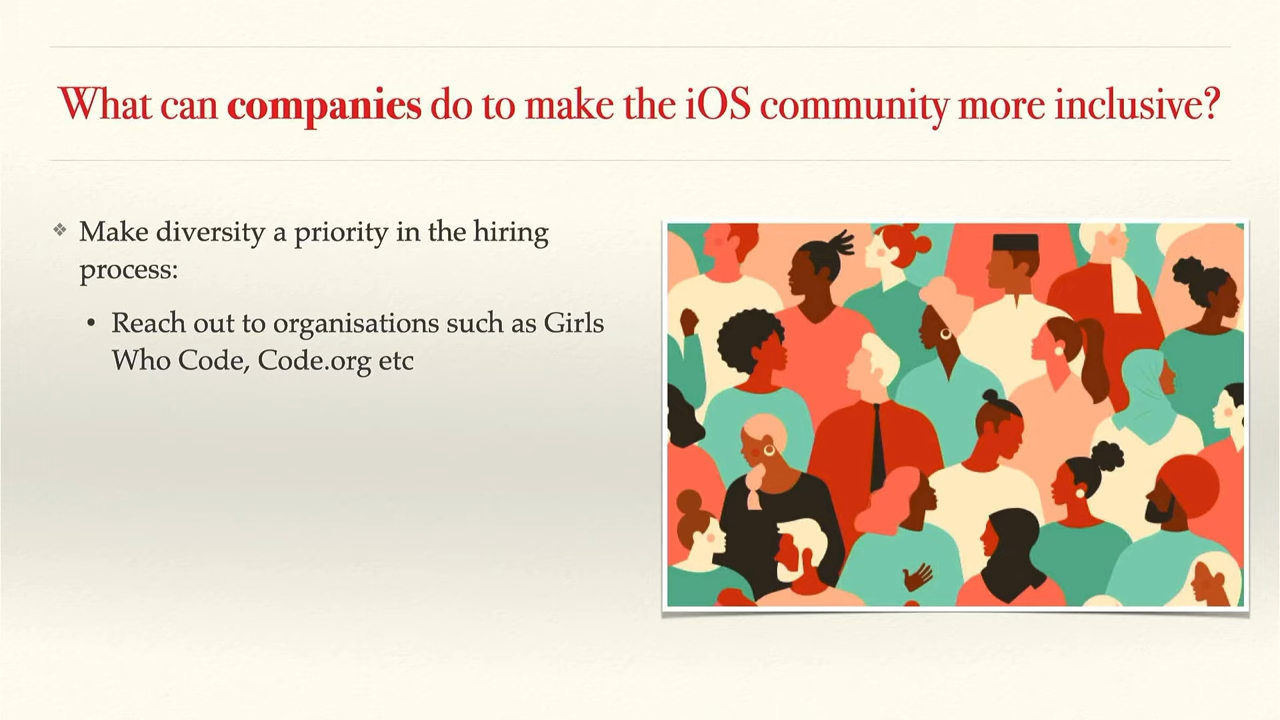 What can companies do to make the iOS community more inclusive?
Make diversity a priority in the hiring
process:
Reach out to organisations such as Girls
Who Code, Code.org etc